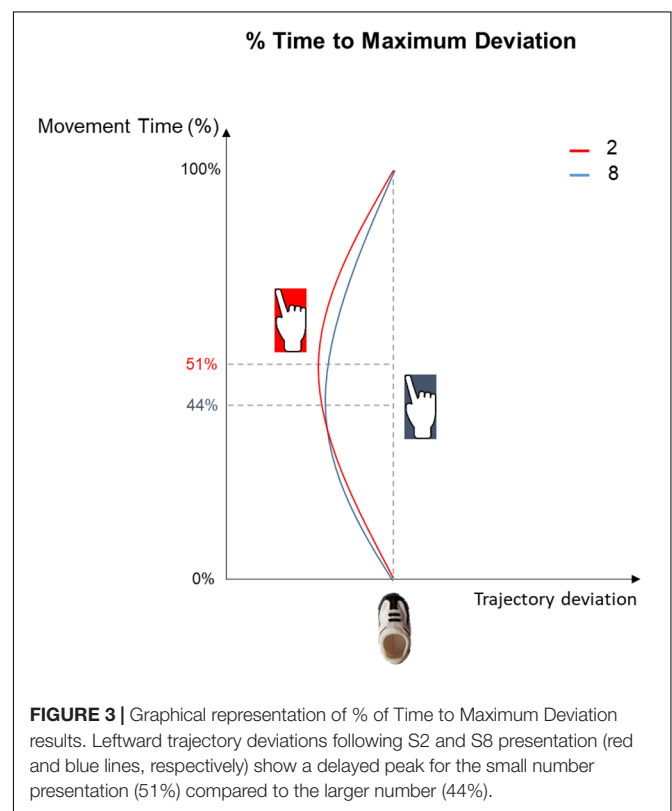 % Time to Maximum Deviation
Movement Time (%)
2
8
100%
51%
44%
0%
Trajectory deviation
FIGURE 3 | Graphical representation of % of Time to Maximum Deviation
results. Leftward trajectory deviations following S2 and S8 presentation (red
and blue lines, respectively) show a delayed peak for the small number
presentation (51%) compared to the larger number (44%).